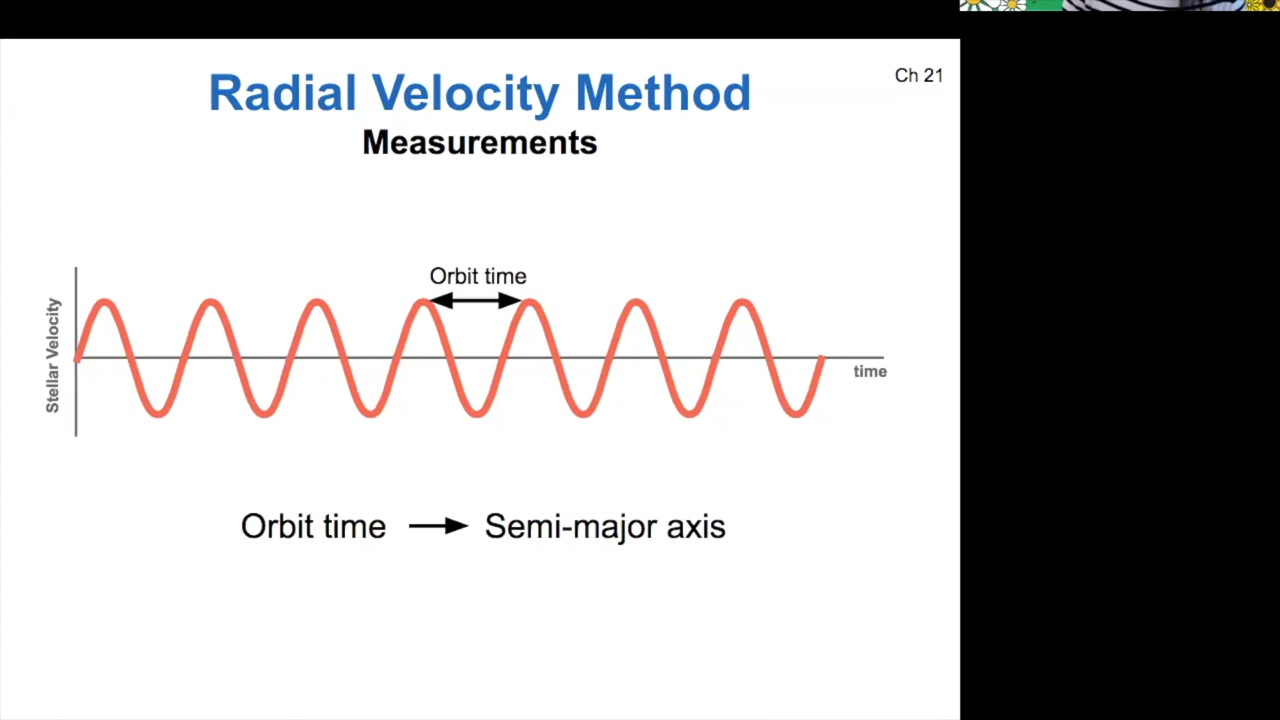 Ch 21
Radial Velocity Method
Measurements
Orbit time
Stellar Velocity
time
Orbit time → Semi-major axis